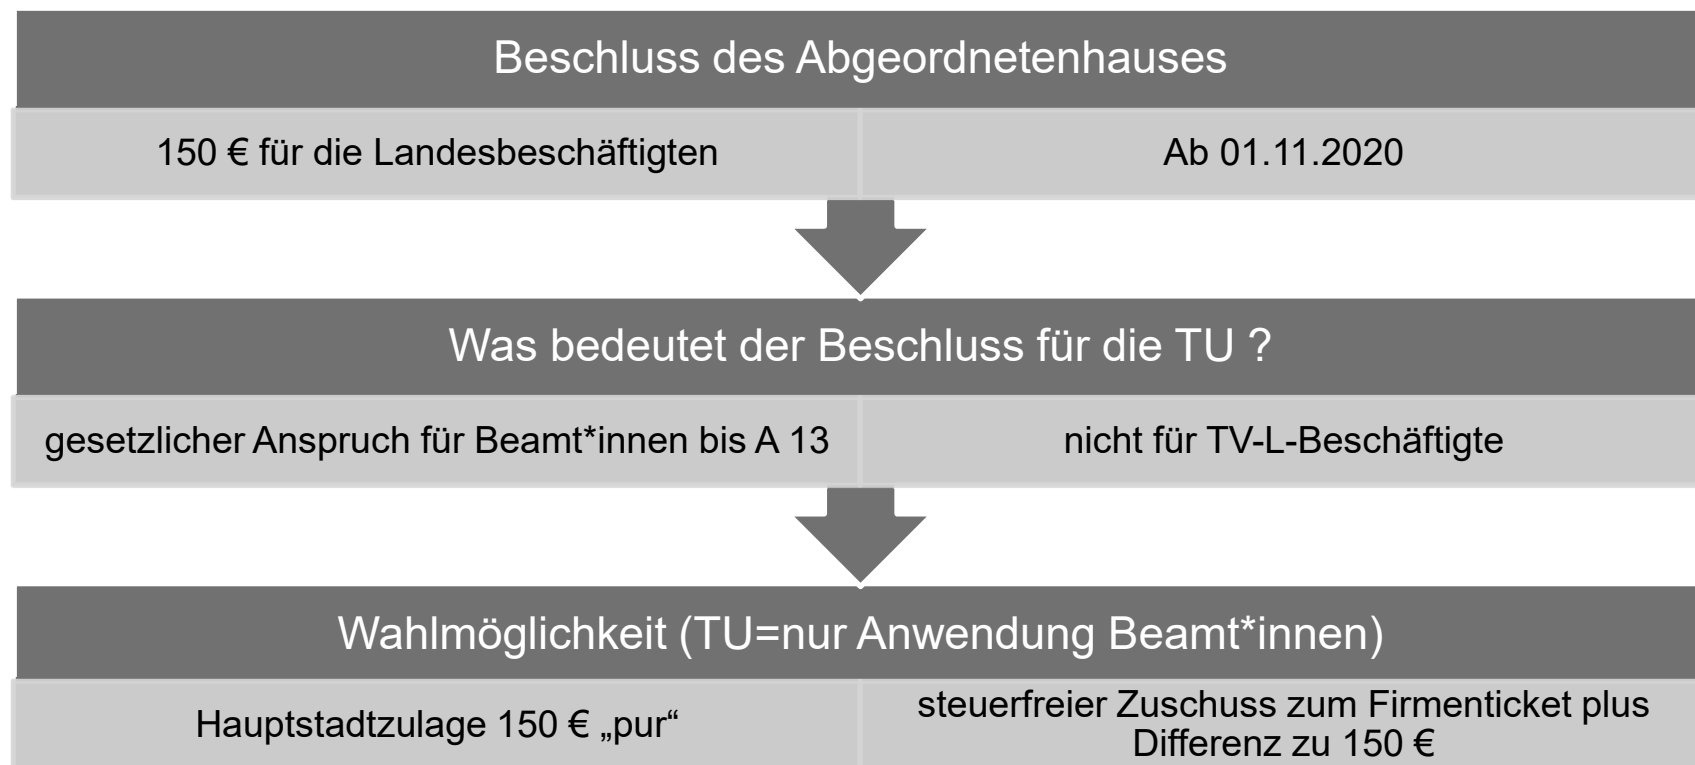 Beschluss des Abgeordnetenhauses
150 € für die Landesbeschäftigten
Ab 01.11.2020
Was bedeutet der Beschluss für die TU ?
gesetzlicher Anspruch für Beamt*innen bis A 13
nicht für TV-L-Beschäftigte
Wahlmöglichkeit (TU=nur Anwendung Beamt*innen)
Hauptstadtzulage 150 € „pur“
steuerfreier Zuschuss zum Firmenticket plus
Differenz zu 150 €